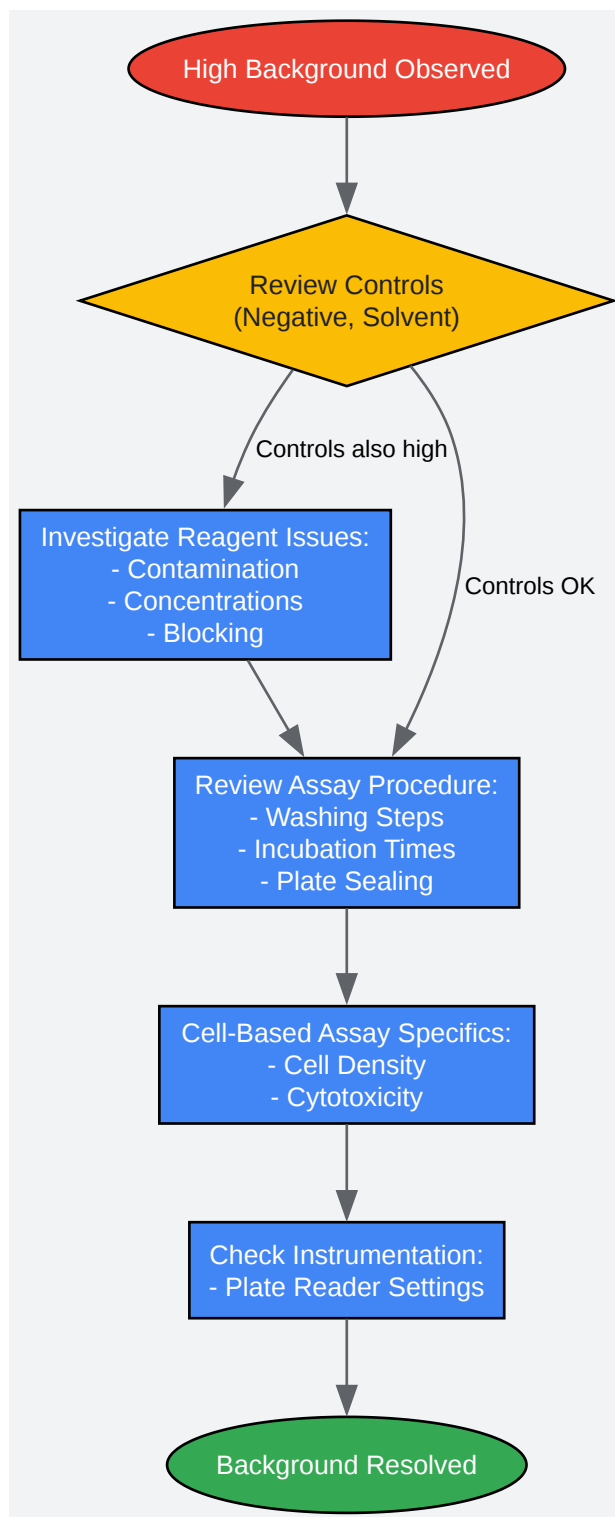 High Background Observed
Review Controls
(Negative, Solvent)
Controls also high
Investigate Reagent Issues:
- Contamination
- Concentrations
- Blocking
Controls OK
Review Assay Procedure:
- Washing Steps
- Incubation Times
- Plate Sealing
Cell-Based Assay Specifics:
- Cell Density
- Cytotoxicity
Check Instrumentation:
- Plate Reader Settings
Background Resolved